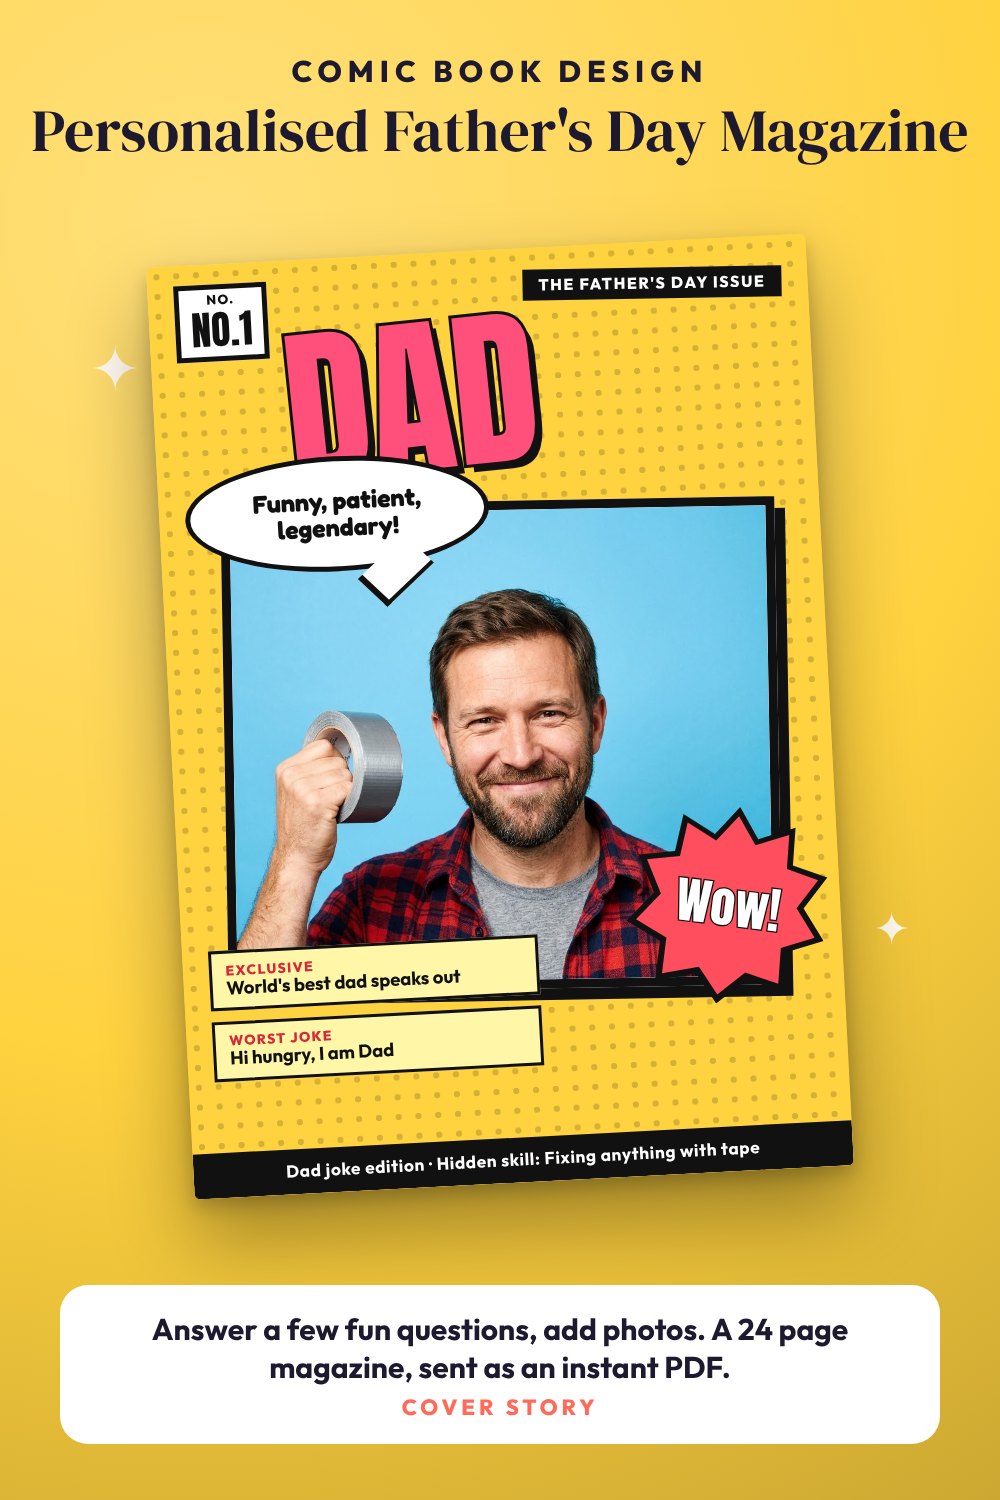 COMIC BOOK DESIGN
Personalised Father's Day Magazine
NO.
NO.1
THE FATHER'S DAY ISSUE
DAD
Funny, patient,
legendary!
Wow!
EXCLUSIVE
World's best dad speaks out
WORST JOKE
Hi hungry, I am Dad
Dad joke edition · Hidden skill: Fixing anything with tape
Answer a few fun questions, add photos. A 24 page
magazine, sent as an instant PDF.
COVER STORY